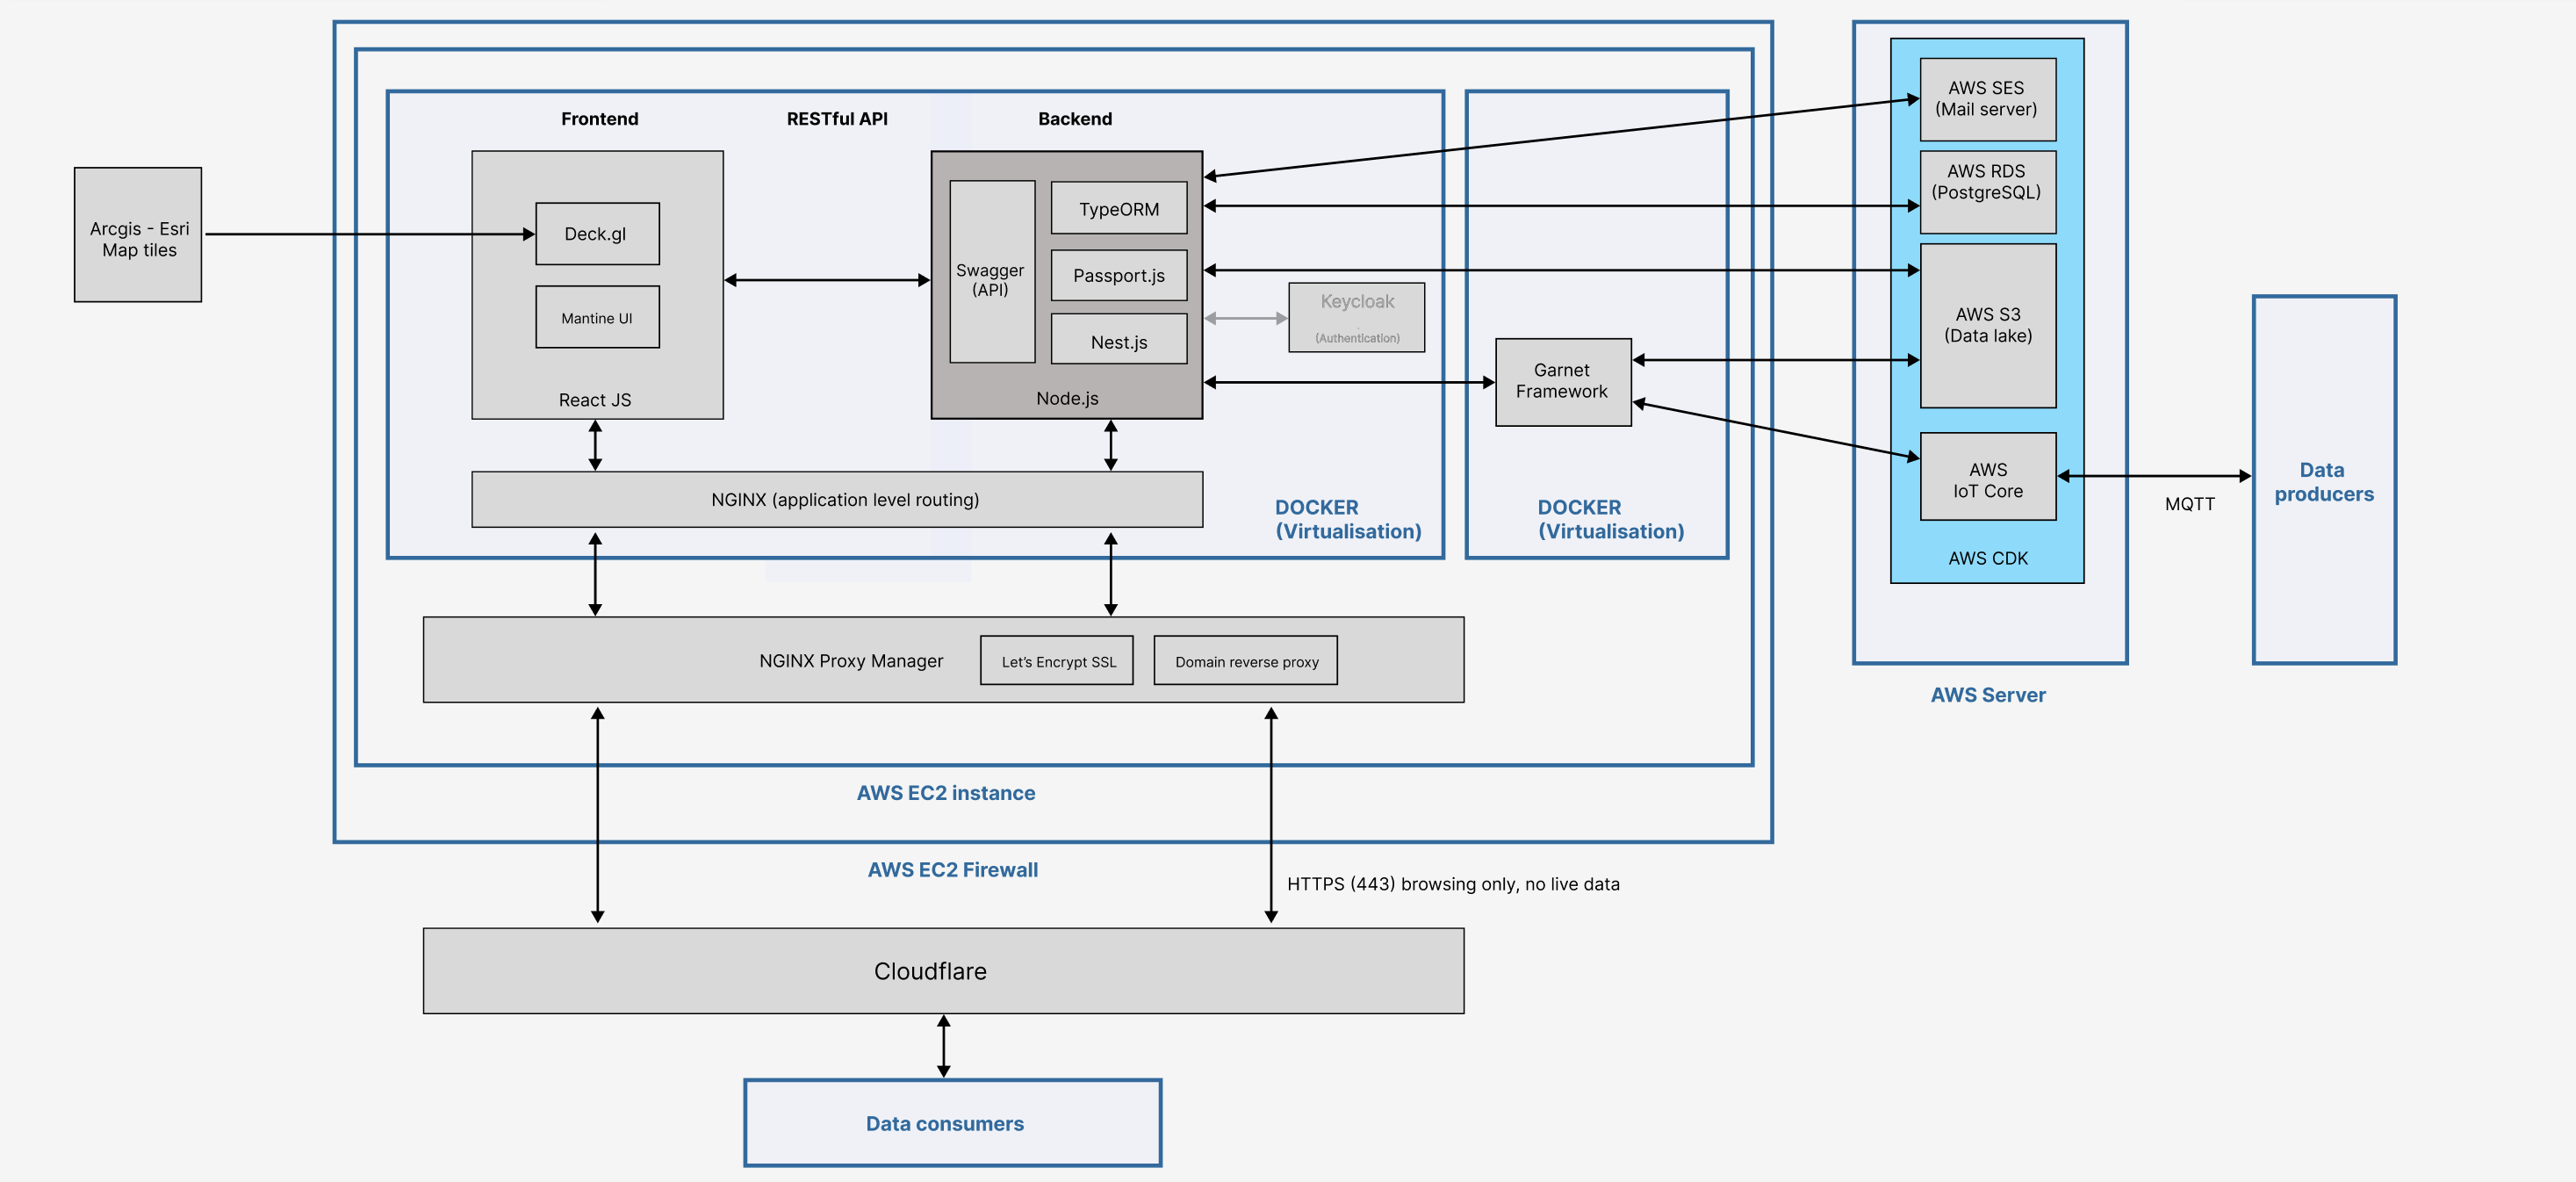 Frontend
RESTful API
Backend
Arcgis - Esri
Map tiles
Deck.gl
Mantine UI
React JS
Swagger
(API)
TypeORM
Passport.js
Nest.js
Node.js
Keycloak
(Authentication)
NGINX (application level routing)
DOCKER
(Virtualisation)
Garnet
Framework
DOCKER
(Virtualisation)
AWS SES
(Mail server)
AWS RDS
(PostgreSQL)
AWS S3
(Data lake)
AWS
IoT Core
AWS CDK
AWS Server
MQTT
Data
producers
NGINX Proxy Manager
Let's Encrypt SSL
Domain reverse proxy
AWS EC2 instance
AWS EC2 Firewall
HTTPS (443) browsing only, no live data
Cloudflare
Data consumers